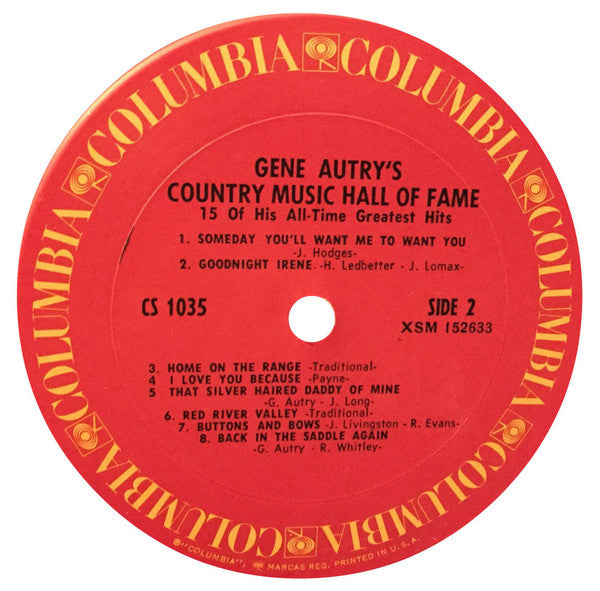 COLUMBIA COLUMBIA COLUMBIA COLUMBIA COLUMBIA COLUMBIA
GENE AUTRY'S
COUNTRY MUSIC HALL OF FAME
15 Of His All-Time Greatest Hits
1. SOMEDAY YOU'LL WANT ME TO WANT YOU
-J. Hodges-
2. GOODNIGHT IRENE -H. Ledbetter - J. Lomax-
CS 1035
SIDE 2
XSM 152633
3. HOME ON THE RANGE -Traditional-
4 I LOVE YOU BECAUSE -Payne-
5 THAT SILVER HAIRED DADDY OF MINE
-G. Autry - J. Long-
6. RED RIVER VALLEY -Traditional-
7. BUTTONS AND BOWS -J. Livingston - R. Evans-
8. BACK IN THE SADDLE AGAIN
-G. Autry - R. Whitley-
® "COLUMBIA", MARCAS REG. PRINTED IN U.S.A.